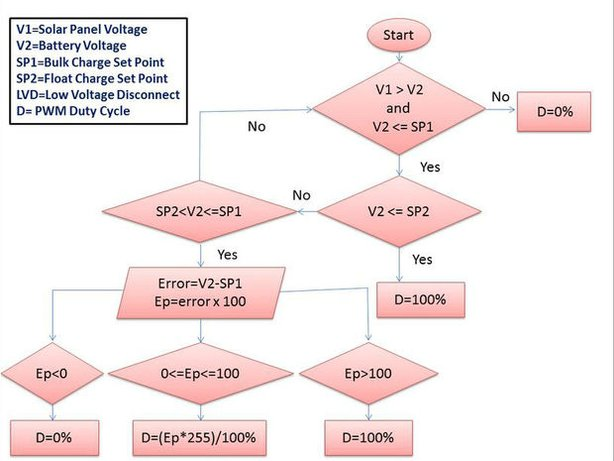 V1=Solar Panel Voltage
V2=Battery Voltage
SP1=Bulk Charge Set Point
SP2=Float Charge Set Point
LVD=Low Voltage Disconnect
D= PWM Duty Cycle
Start
V1 > V2
and
V2 <= SP1
No
D=0%
No
Yes
SP2<V2<=SP1
No
V2 <= SP2
Yes
Yes
Error=V2-SP1
Ep=error x 100
D=100%
Ep<0
0<=Ep<=100
Ep>100
D=0%
D=(Ep*255)/100%
D=100%